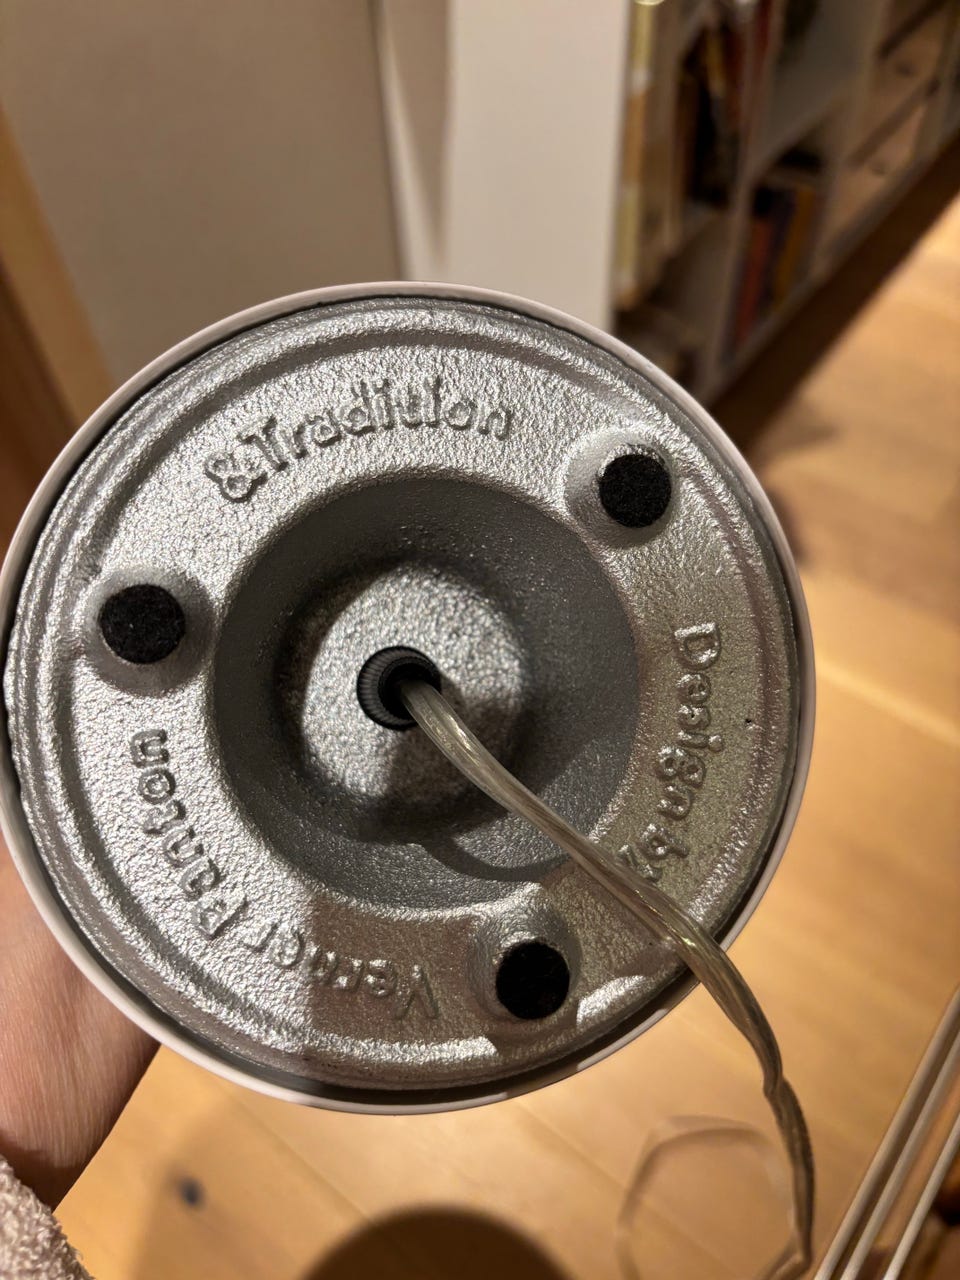 &Tradition
Design by
Verner Panton